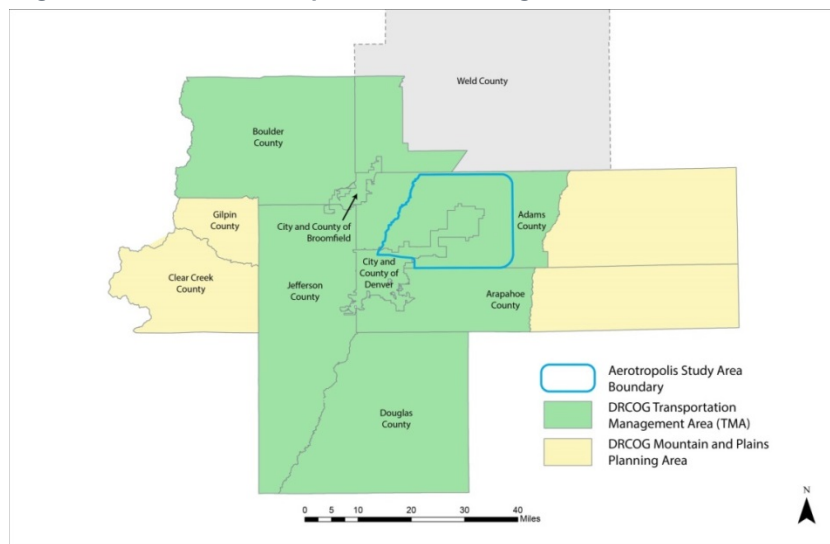 Weld County
Boulder
County
Gilpin
County
City and County of
Broomfield
Adams
County
Clear Creek
County
Jefferson
County
City and
County of
Denver
Arapahoe
County
Douglas
County
Aerotropolis Study Area
Boundary
DRCOG Transportation
Management Area (TMA)
DRCOG Mountain and Plains
Planning Area
N
0 5 10 20 30 40
Miles